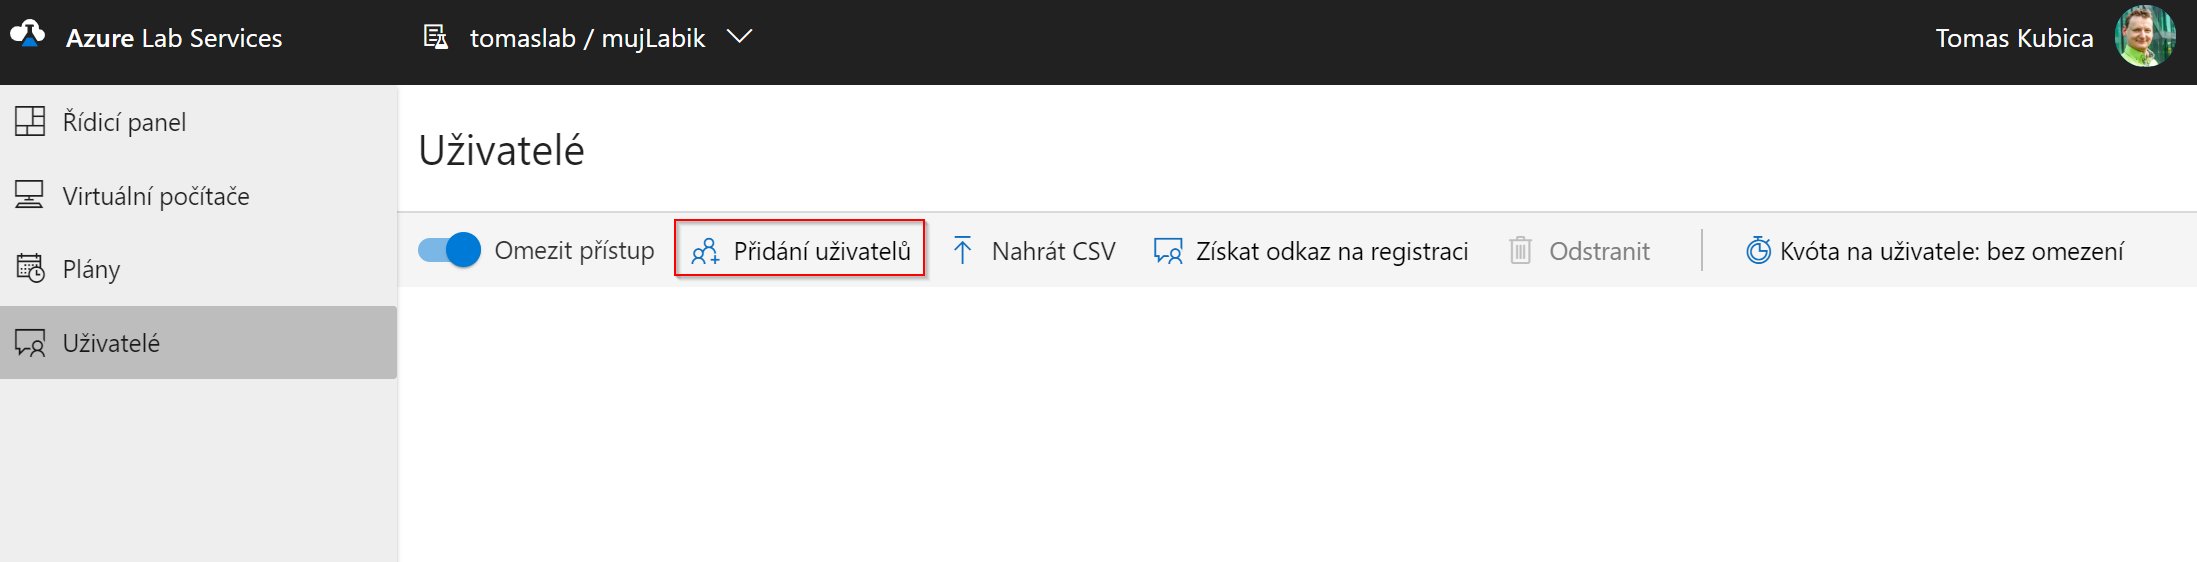 Azure Lab Services
tomaslab / mujLabik
Tomas Kubica
Řídicí panel
Virtuální počítače
Plány
Uživatelé
Uživatelé
Omezit přístup
Přidání uživatelů
Nahrát CSV
Získat odkaz na registraci
Odstranit
Kvóta na uživatele: bez omezení